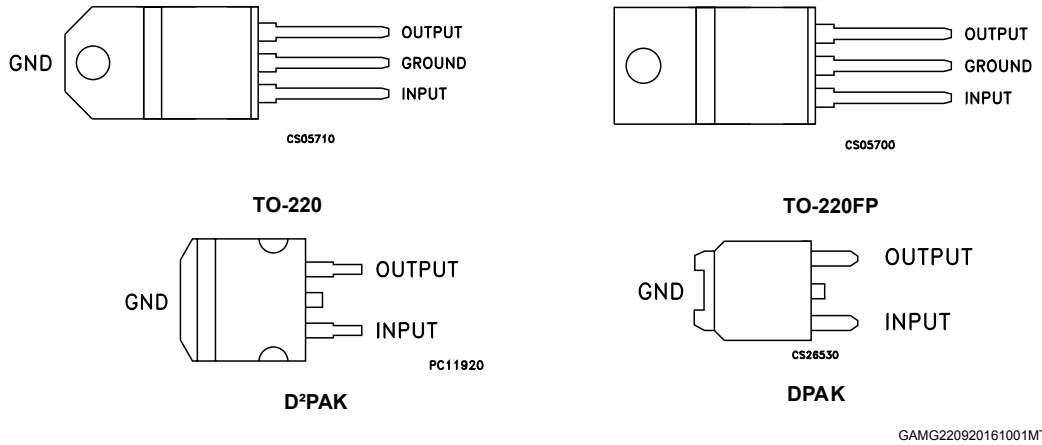 GND
OUTPUT
GROUND
INPUT
CS05710
TO-220
OUTPUT
GROUND
INPUT
CS05700
TO-220FP
GND
OUTPUT
INPUT
PC11920
D²PAK
GND
OUTPUT
INPUT
CS26530
DPAK
GAMG220920161001MT